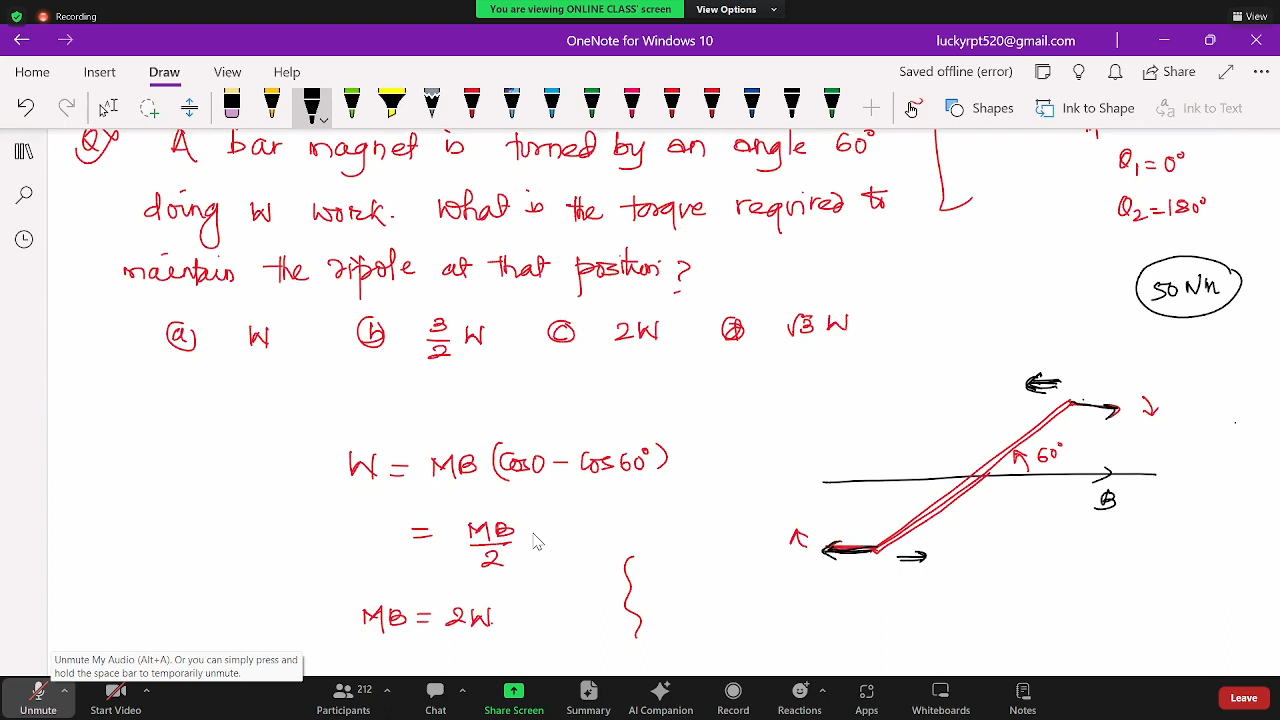 Recording
You are viewing ONLINE CLASS' screen
View Options
View
OneNote for Windows 10
luckyrpt520@gmail.com
Home
Insert
Draw
View
Help
Saved offline (error)
Share
Shapes
Ink to Shape
Ink to Text
Q) A bar magnet is turned by an angle 60°
doing W work. What is the torque required to
maintain the dipole at that position?
(a) W (b) 3/2 W (c) 2W (d) √3 W
θ₁ = 0°
θ₂ = 180°
50 Nm
W = MB (Cos0 – Cos60°)
= MB/2
MB = 2W.
60°
B
Unmute My Audio (Alt+A). Or you can simply press and
hold the space bar to temporarily unmute.
Unmute
Start Video
212
Participants
Chat
Share Screen
Summary
AI Companion
Record
Reactions
Apps
Whiteboards
Notes
Leave